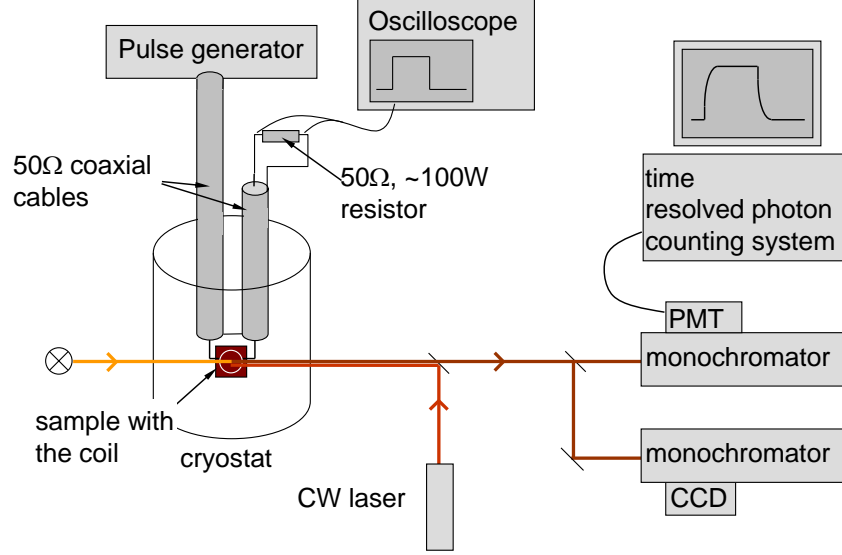 Pulse generator
Oscilloscope
50Ω coaxial
cables
50Ω, ~100W
resistor
time
resolved photon
counting system
PMT
monochromator
sample with
the coil
cryostat
CW laser
monochromator
CCD